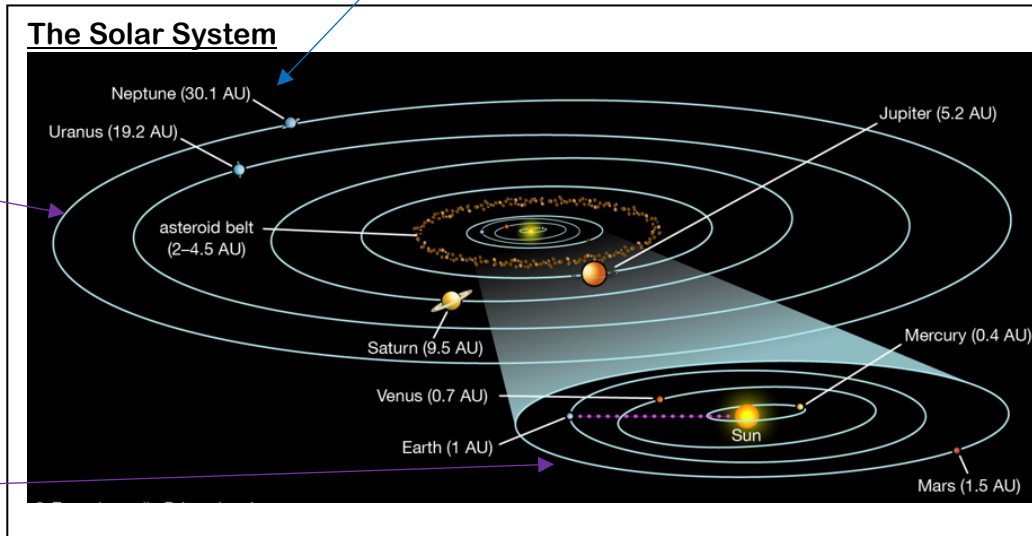 The Solar System
Neptune (30.1 AU)
Jupiter (5.2 AU)
Uranus (19.2 AU)
asteroid belt
(2–4.5 AU)
Saturn (9.5 AU)
Mercury (0.4 AU)
Venus (0.7 AU)
Sun
Earth (1 AU)
Mars (1.5 AU)